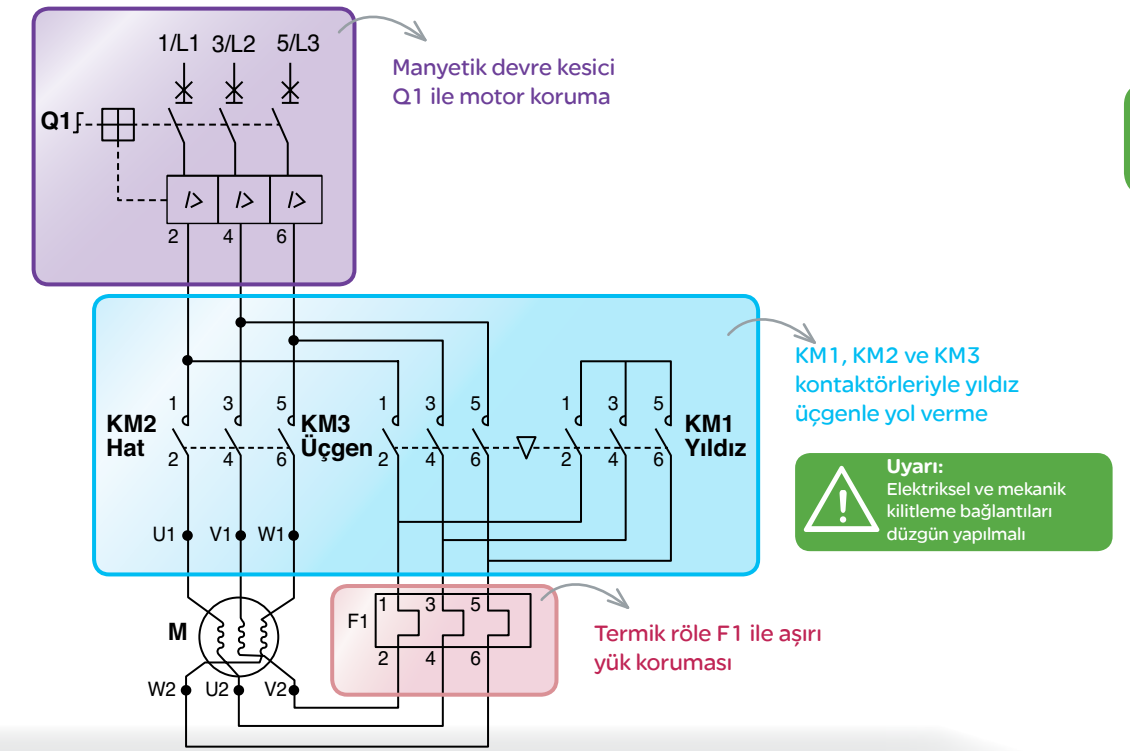 1/L1 3/L2 5/L3
Manyetik devre kesici
Q1 ile motor koruma
Q1
I> I> I>
2 4 6
KM1, KM2 ve KM3
kontaktörleriyle yıldız
üçgenle yol verme
1 3 5 1 3 5 1 3 5
KM2
Hat
KM3
Üçgen
KM1
Yıldız
2 4 6 2 4 6 2 4 6
Uyarı:
Elektriksel ve mekanik
kilitleme bağlantıları
düzgün yapılmalı
U1 V1 W1
F1
1 3 5
2 4 6
Termik röle F1 ile aşırı
yük koruması
M
W2 U2 V2